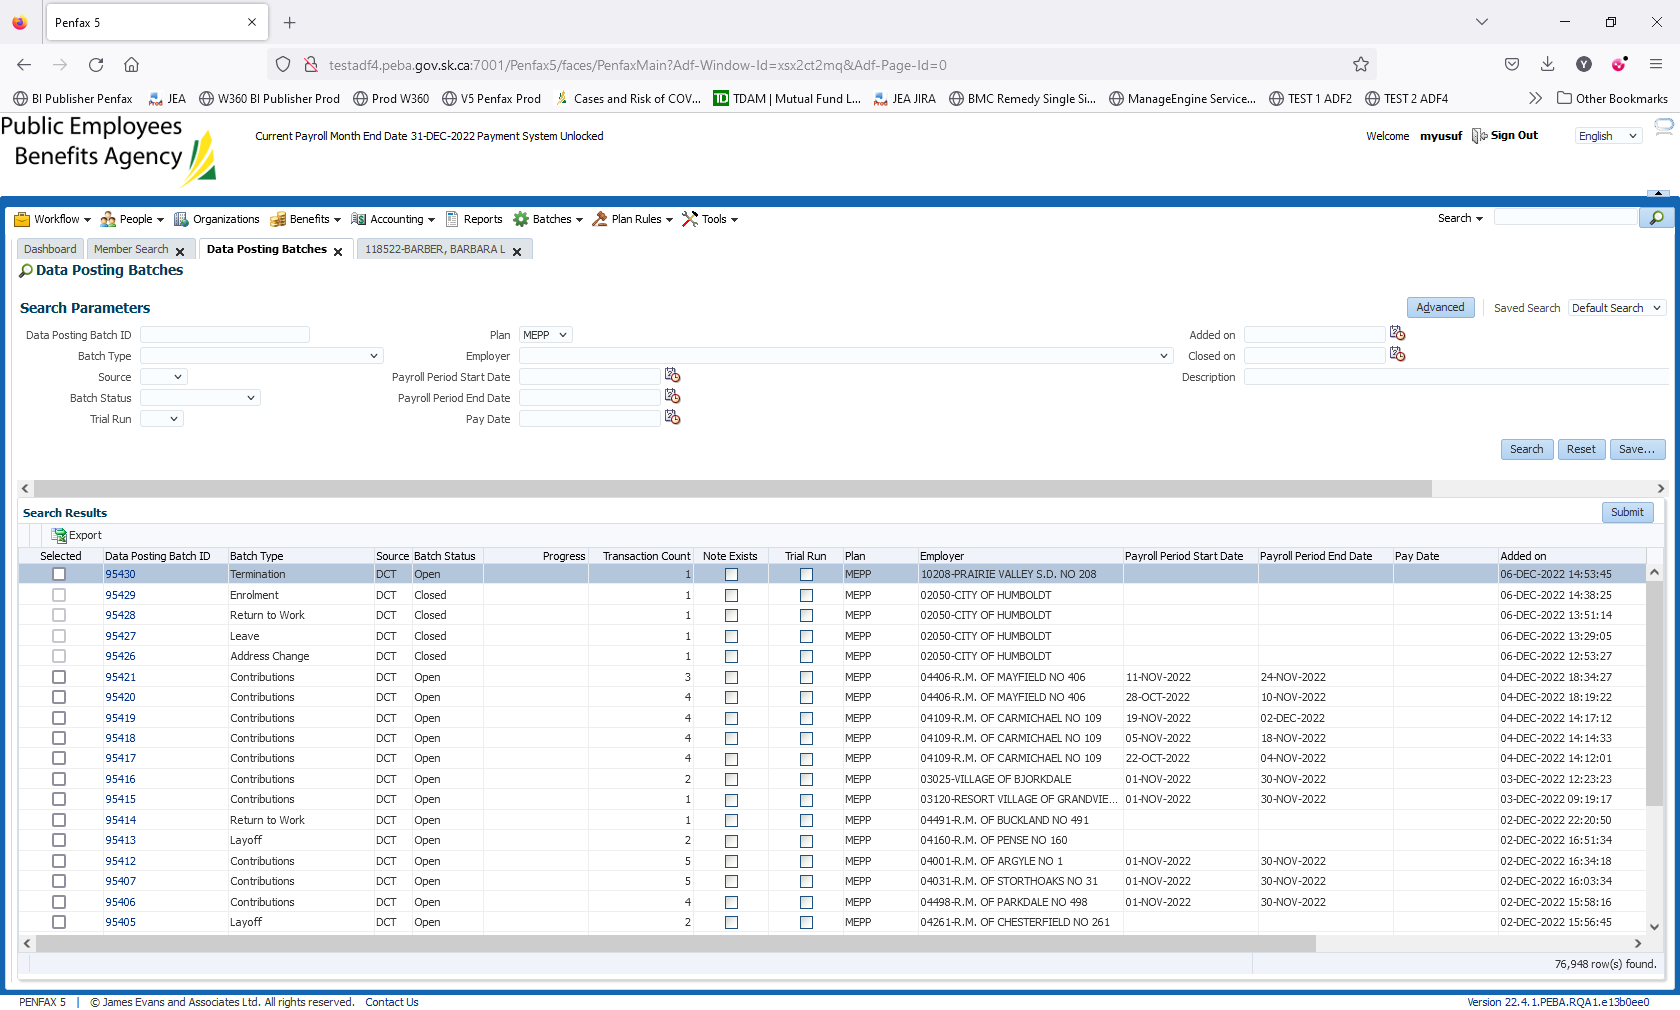 Penfax 5
testadf4.peba.gov.sk.ca:7001/Penfax5/faces/PenfaxMain?Adf-Window-Id=xsx2ct2mq&Adf-Page-Id=0
BI Publisher Penfax JEA W360 BI Publisher Prod Prod W360 V5 Penfax Prod Cases and Risk of COV... TD TDAM | Mutual Fund L... JEA JIRA BMC Remedy Single Si... ManageEngine Service... TEST 1 ADF2 TEST 2 ADF4 Other Bookmarks
Public Employees
Benefits Agency
Current Payroll Month End Date 31-DEC-2022 Payment System Unlocked
Welcome myusuf Sign Out English
Workflow People Organizations Benefits Accounting Reports Batches Plan Rules Tools Search
Dashboard Member Search Data Posting Batches 118522-BARBER, BARBARA L
Data Posting Batches
Search Parameters Advanced Saved Search Default Search
Data Posting Batch ID Plan MEPP Added on
Batch Type Employer Closed on
Source Payroll Period Start Date Description
Batch Status Payroll Period End Date
Trial Run Pay Date
Search Reset Save...
Search Results Submit
Export
Selected Data Posting Batch ID Batch Type Source Batch Status Progress Transaction Count Note Exists Trial Run Plan Employer Payroll Period Start Date Payroll Period End Date Pay Date Added on
95430 Termination DCT Open 1 MEPP 10208-PRAIRIE VALLEY S.D. NO 208 06-DEC-2022 14:53:45
95429 Enrolment DCT Closed 1 MEPP 02050-CITY OF HUMBOLDT 06-DEC-2022 14:38:25
95428 Return to Work DCT Closed 1 MEPP 02050-CITY OF HUMBOLDT 06-DEC-2022 13:51:14
95427 Leave DCT Closed 1 MEPP 02050-CITY OF HUMBOLDT 06-DEC-2022 13:29:05
95426 Address Change DCT Closed 1 MEPP 02050-CITY OF HUMBOLDT 06-DEC-2022 12:53:27
95421 Contributions DCT Open 3 MEPP 04406-R.M. OF MAYFIELD NO 406 11-NOV-2022 24-NOV-2022 04-DEC-2022 18:34:27
95420 Contributions DCT Open 4 MEPP 04406-R.M. OF MAYFIELD NO 406 28-OCT-2022 10-NOV-2022 04-DEC-2022 18:19:22
95419 Contributions DCT Open 4 MEPP 04109-R.M. OF CARMICHAEL NO 109 19-NOV-2022 02-DEC-2022 04-DEC-2022 14:17:12
95418 Contributions DCT Open 4 MEPP 04109-R.M. OF CARMICHAEL NO 109 05-NOV-2022 18-NOV-2022 04-DEC-2022 14:14:33
95417 Contributions DCT Open 4 MEPP 04109-R.M. OF CARMICHAEL NO 109 22-OCT-2022 04-NOV-2022 04-DEC-2022 14:12:01
95416 Contributions DCT Open 2 MEPP 03025-VILLAGE OF BJORKDALE 01-NOV-2022 30-NOV-2022 03-DEC-2022 12:23:23
95415 Contributions DCT Open 1 MEPP 03120-RESORT VILLAGE OF GRANDVIE... 01-NOV-2022 30-NOV-2022 03-DEC-2022 09:19:17
95414 Return to Work DCT Open 1 MEPP 04491-R.M. OF BUCKLAND NO 491 02-DEC-2022 22:20:50
95413 Layoff DCT Open 2 MEPP 04160-R.M. OF PENSE NO 160 02-DEC-2022 16:51:34
95412 Contributions DCT Open 5 MEPP 04001-R.M. OF ARGYLE NO 1 01-NOV-2022 30-NOV-2022 02-DEC-2022 16:34:18
95407 Contributions DCT Open 5 MEPP 04031-R.M. OF STORTHOAKS NO 31 01-NOV-2022 30-NOV-2022 02-DEC-2022 16:03:34
95406 Contributions DCT Open 4 MEPP 04498-R.M. OF PARKDALE NO 498 01-NOV-2022 30-NOV-2022 02-DEC-2022 15:58:16
95405 Layoff DCT Open 2 MEPP 04261-R.M. OF CHESTERFIELD NO 261 02-DEC-2022 15:56:45
76,948 row(s) found.
PENFAX 5 | © James Evans and Associates Ltd. All rights reserved. Contact Us Version 22.4.1.PEBA.RQA1.e13b0ee0